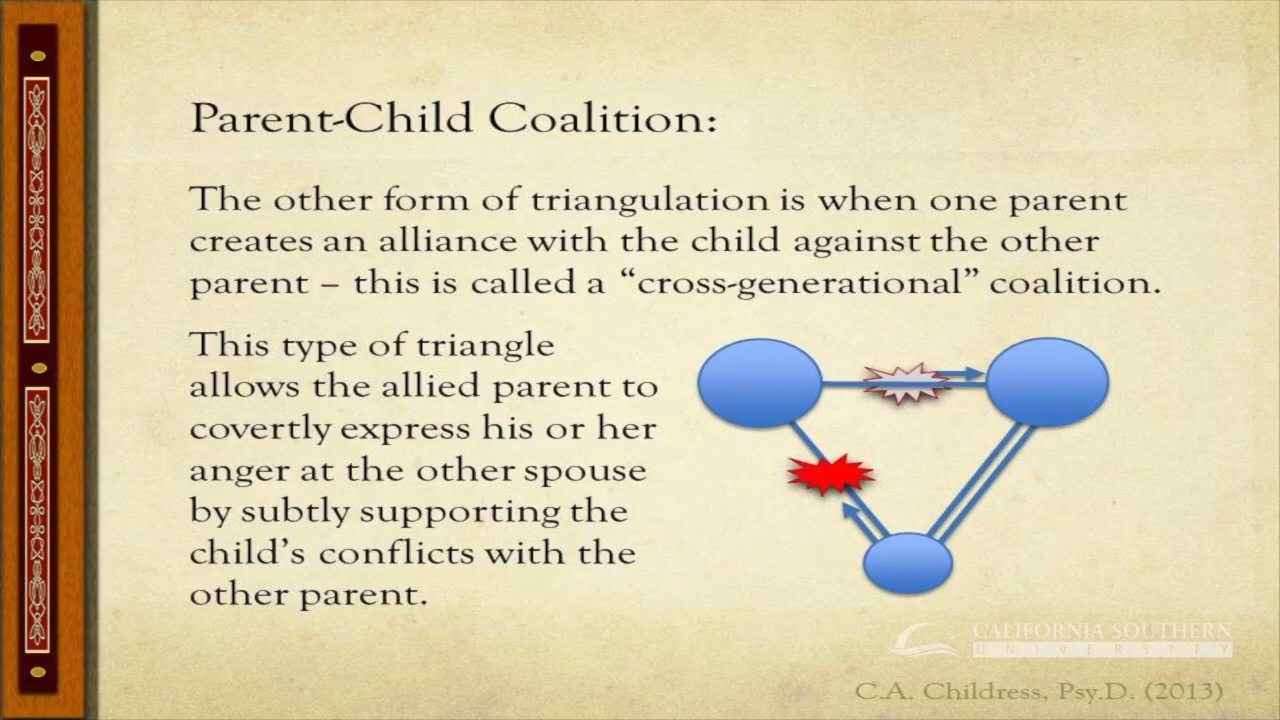 Parent-Child Coalition:
The other form of triangulation is when one parent
creates an alliance with the child against the other
parent – this is called a “cross-generational” coalition.
This type of triangle
allows the allied parent to
covertly express his or her
anger at the other spouse
by subtly supporting the
child’s conflicts with the
other parent.
CALIFORNIA SOUTHERN
UNIVERSITY
C.A. Childress, Psy.D. (2013)